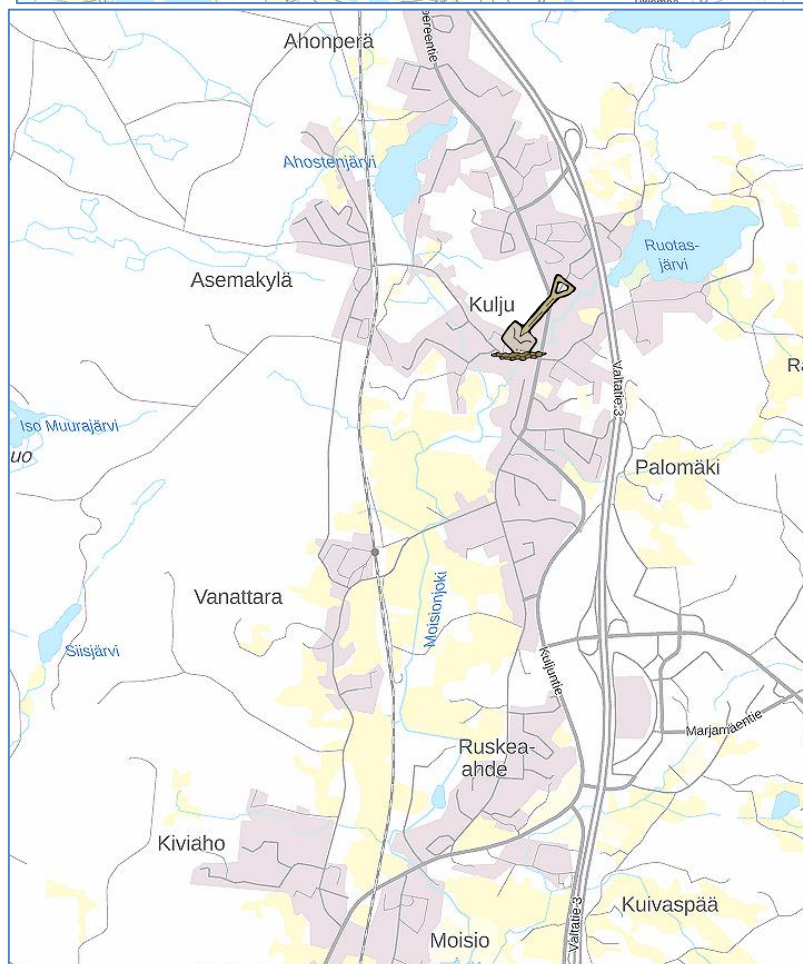 Ahonperä
Ahostenjärvi
Ruotas-
järvi
Asemakylä
Kulju
Valtatie 3
Iso Muurajärvi
uo
Palomäki
Vanattara
Moisionjoki
Siisjärvi
Kuljuntie
Marjamäentie
Ruskea-
ahde
Kiviaho
Kuivaspää
Valtatie 3
Moisio